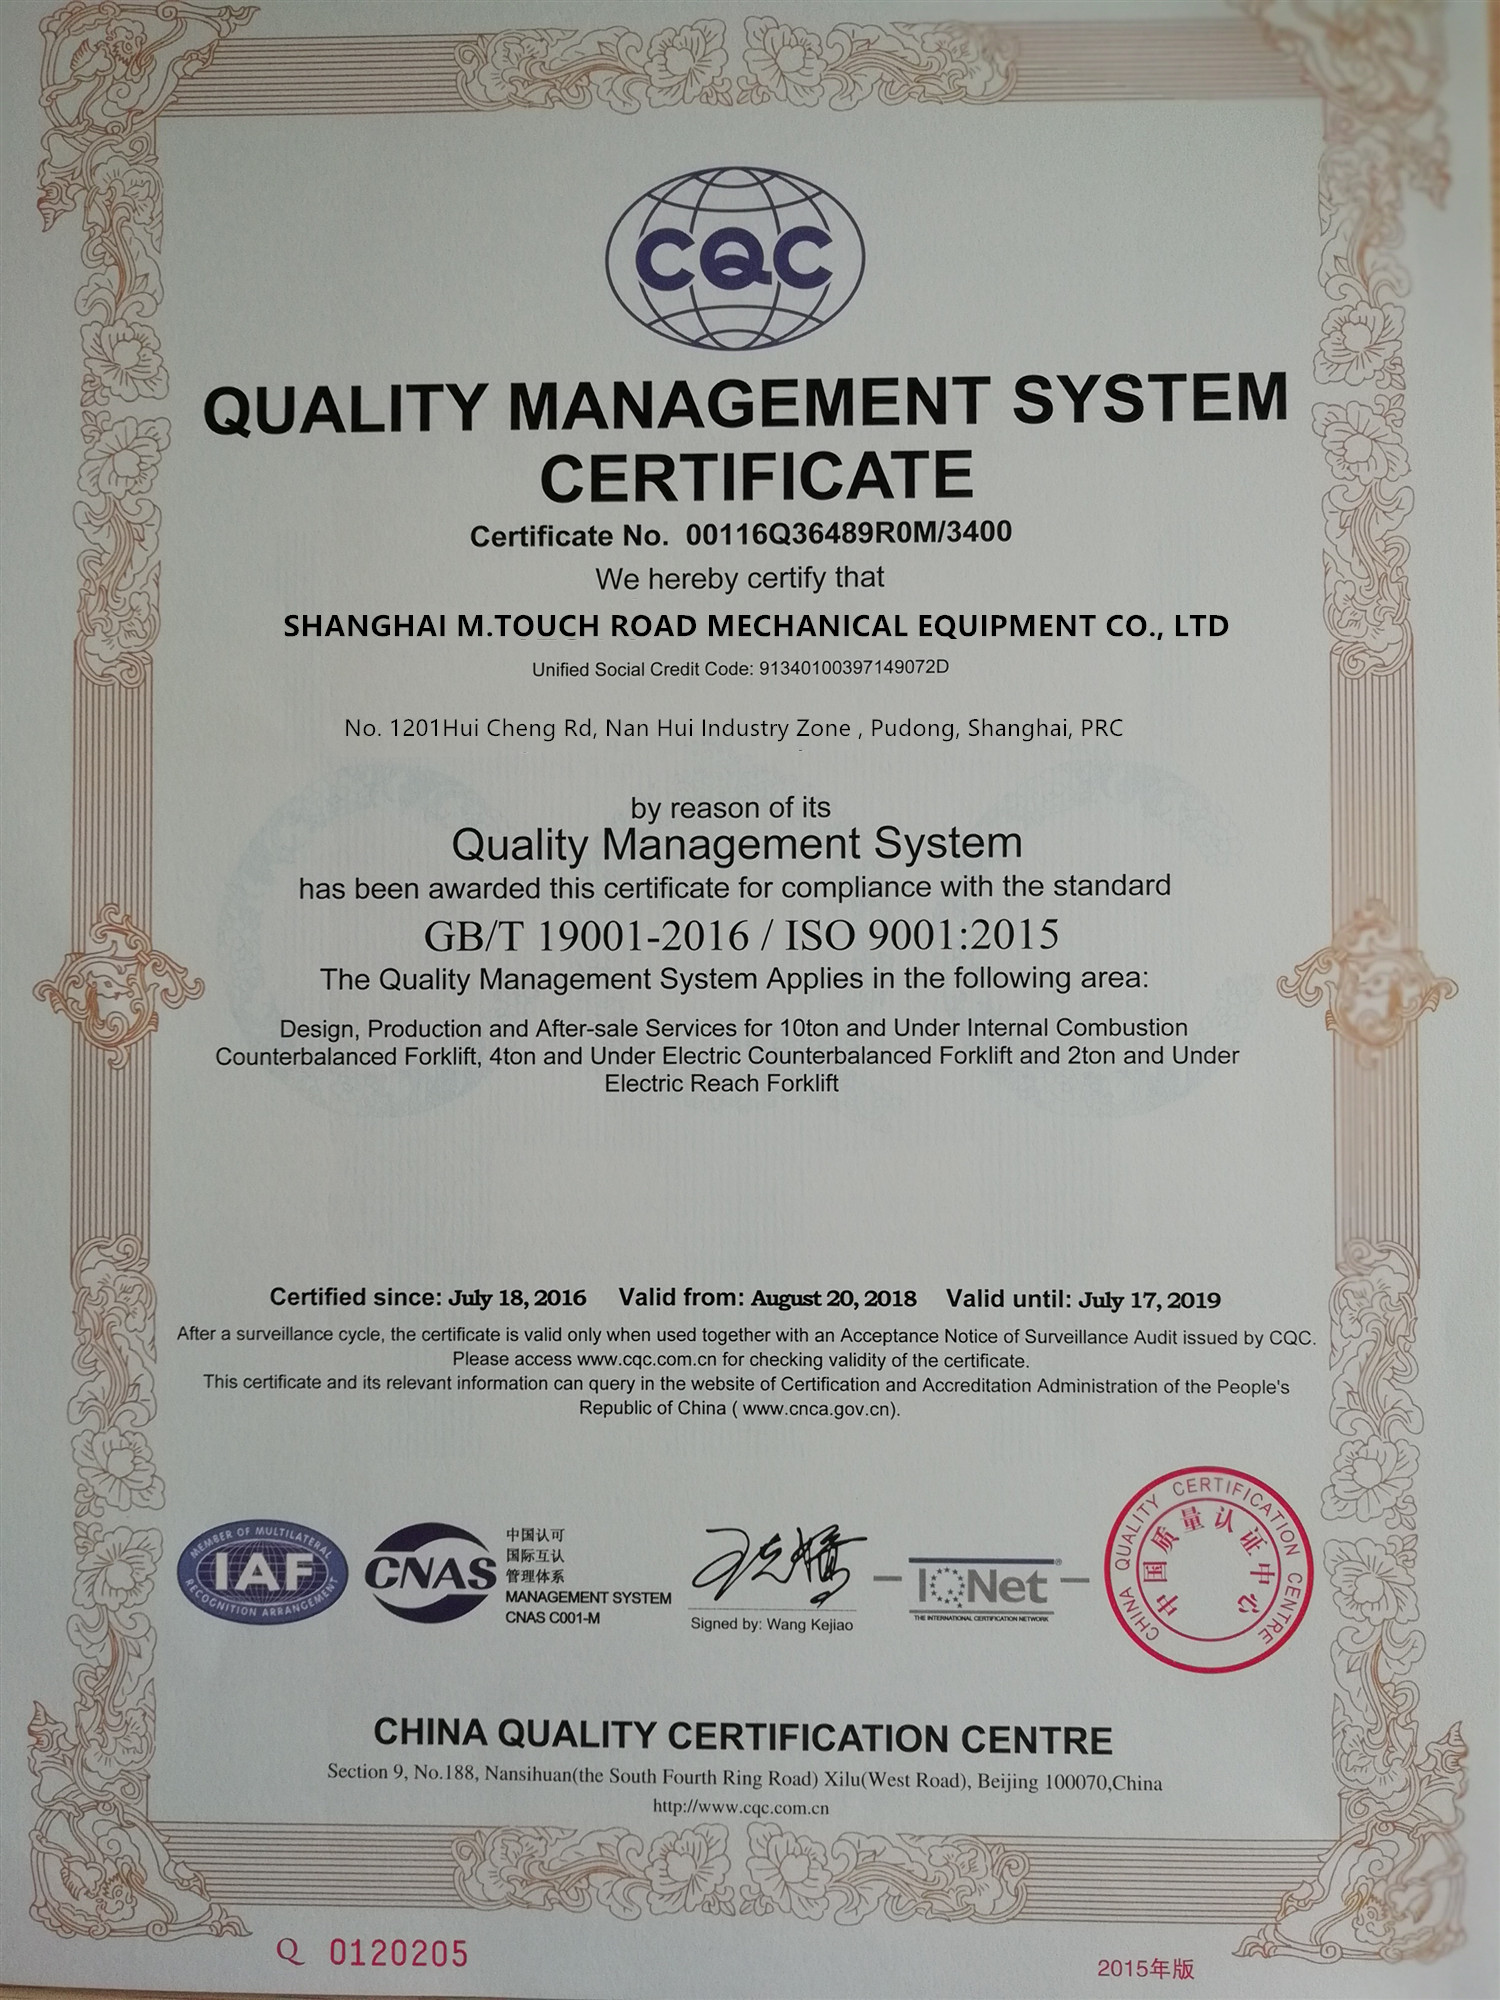 CQC
QUALITY MANAGEMENT SYSTEM
CERTIFICATE
Certificate No. 00116Q36489R0M/3400
We hereby certify that
SHANGHAI M.TOUCH ROAD MECHANICAL EQUIPMENT CO., LTD
Unified Social Credit Code: 91340100397149072D
No. 1201Hui Cheng Rd, Nan Hui Industry Zone , Pudong, Shanghai, PRC
by reason of its
Quality Management System
has been awarded this certificate for compliance with the standard
GB/T 19001-2016 / ISO 9001:2015
The Quality Management System Applies in the following area:
Design, Production and After-sale Services for 10ton and Under Internal Combustion
Counterbalanced Forklift, 4ton and Under Electric Counterbalanced Forklift and 2ton and Under
Electric Reach Forklift
Certified since: July 18, 2016 Valid from: August 20, 2018 Valid until: July 17, 2019
After a surveillance cycle, the certificate is valid only when used together with an Acceptance Notice of Surveillance Audit issued by CQC.
Please access www.cqc.com.cn for checking validity of the certificate.
This certificate and its relevant information can query in the website of Certification and Accreditation Administration of the People's
Republic of China ( www.cnca.gov.cn).
MEMBER OF MULTILATERAL
IAF
RECOGNITION ARRANGEMENT
CNAS
中国认可
国际互认
管理体系
MANAGEMENT SYSTEM
CNAS C001-M
王克娇
Signed by: Wang Kejiao
IQNet ®
THE INTERNATIONAL CERTIFICATION NETWORK
CHINA QUALITY CERTIFICATION CENTRE
中国质量认证中心
CHINA QUALITY CERTIFICATION CENTRE
Section 9, No.188, Nansihuan(the South Fourth Ring Road) Xilu(West Road), Beijing 100070,China
http://www.cqc.com.cn
Q 0120205
2015年版